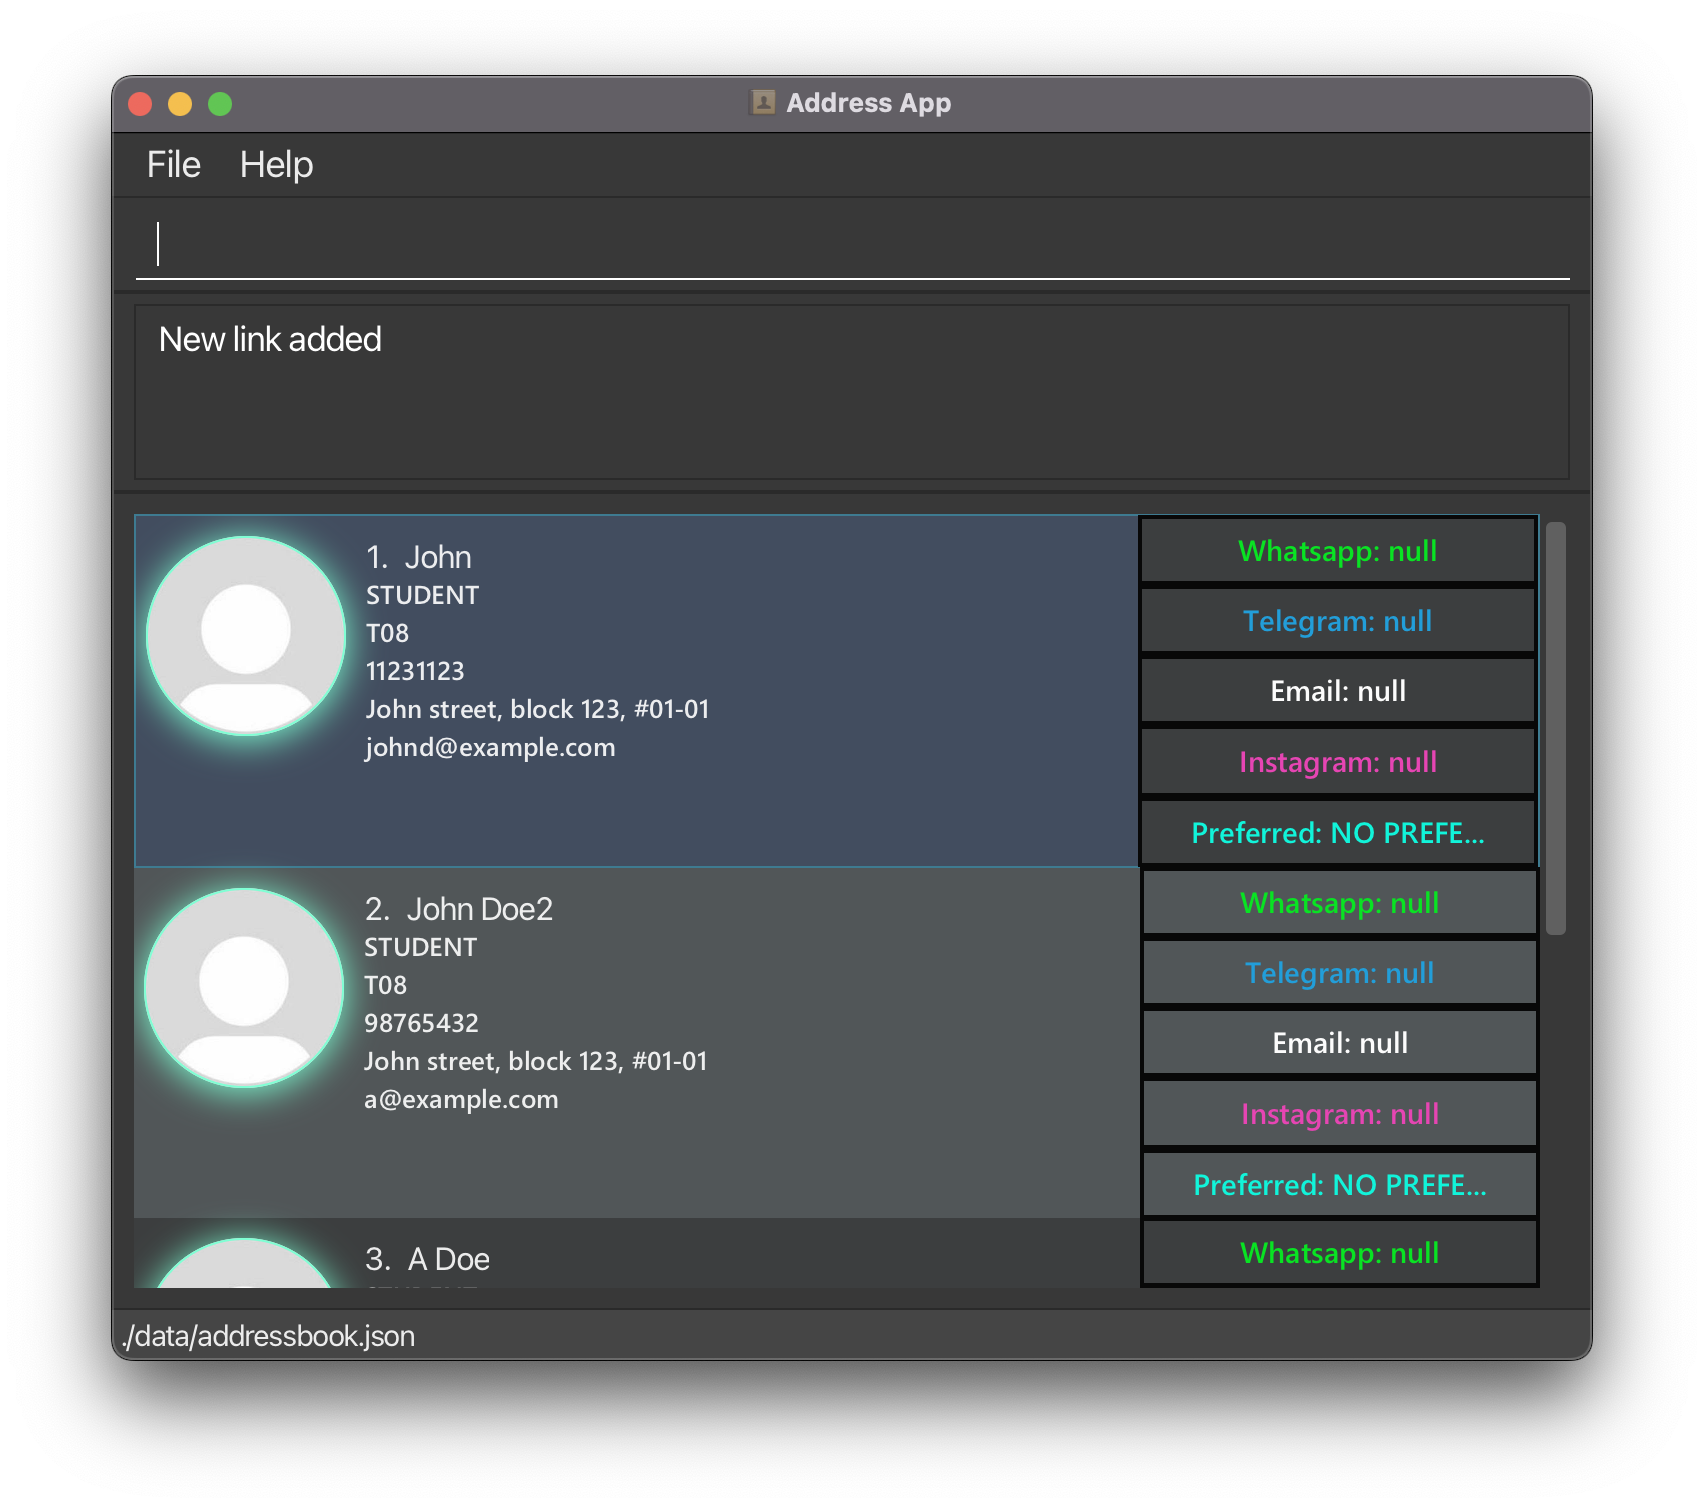 Address App
File Help
New link added
1. John
STUDENT
T08
11231123
John street, block 123, #01-01
johnd@example.com
Whatsapp: null
Telegram: null
Email: null
Instagram: null
Preferred: NO PREFE...
2. John Doe2
STUDENT
T08
98765432
John street, block 123, #01-01
a@example.com
Whatsapp: null
Telegram: null
Email: null
Instagram: null
Preferred: NO PREFE...
3. A Doe
Whatsapp: null
./data/addressbook.json